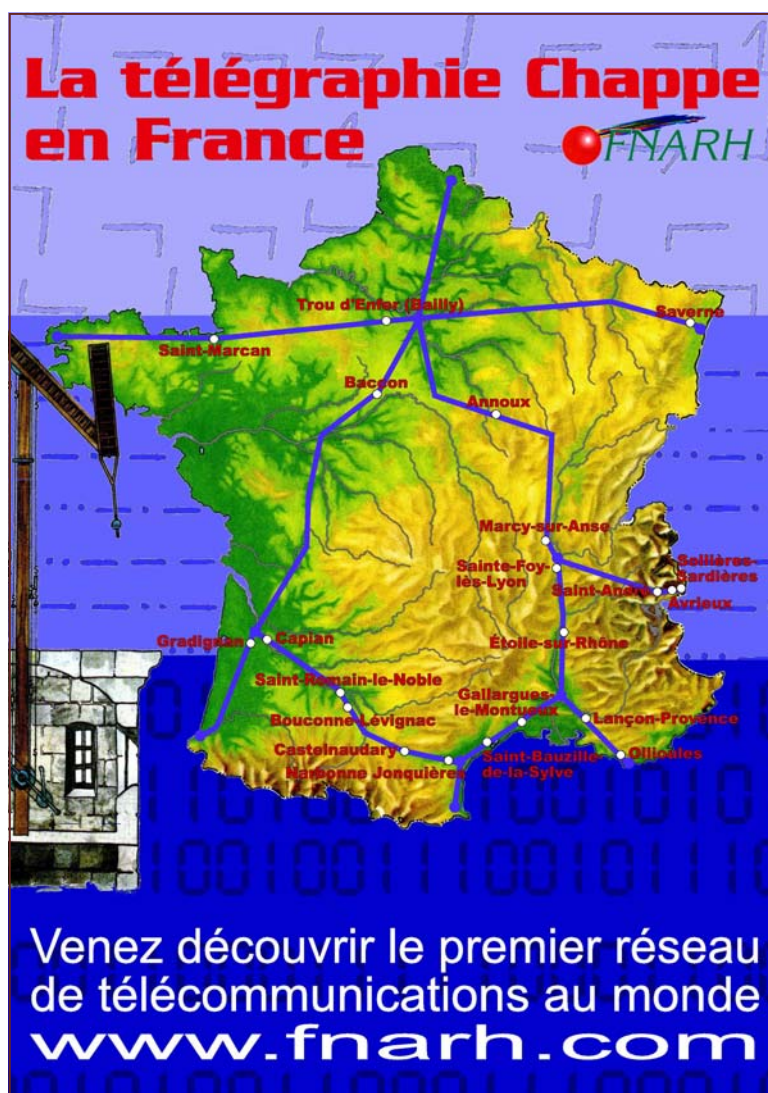 La télégraphie Chappe
en France
FNARH
Trou d'Enfer (Bailly)
Saverne
Saint-Marcan
Baccon
Annoux
Marcy-sur-Anse
Sainte-Foy-
lès-Lyon
Sollières-
Sardières
Saint-André
Avrieux
Gradignan
Capian
Étoile-sur-Rhône
Saint-Romain-le-Noble
Gallargues-
le-Montueux
Bouconne-Lévignac
Lançon-Provence
Castelnaudary
Saint-Bauzille-
de-la-Sylve
Ollioules
Narbonne Jonquières
Venez découvrir le premier réseau
de télécommunications au monde
www.fnarh.com